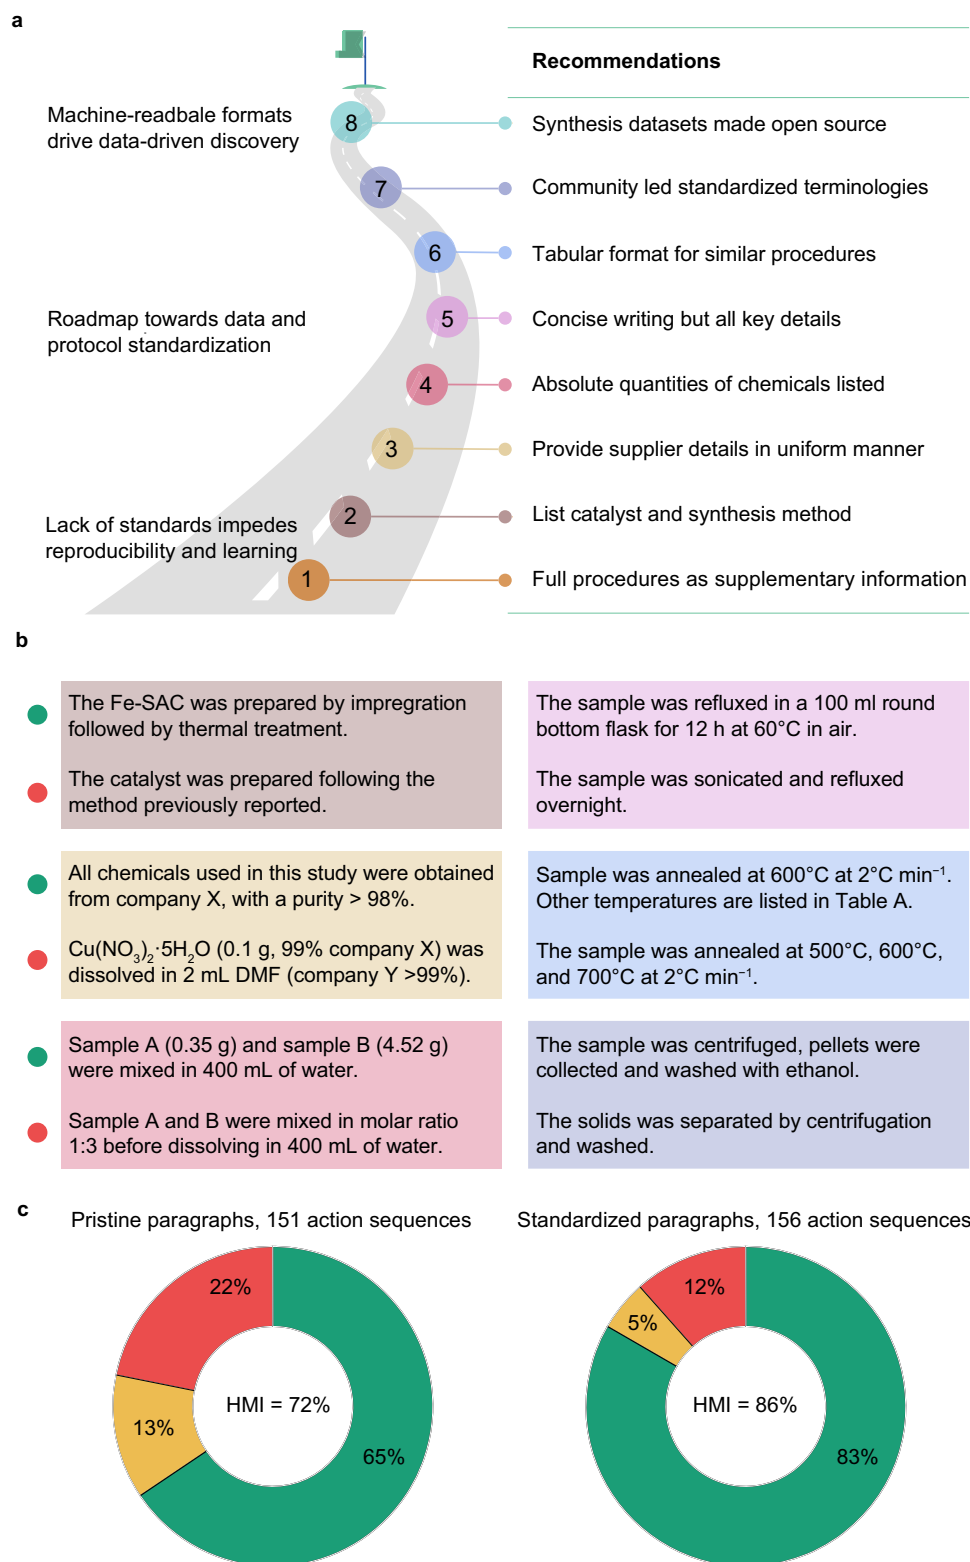 a
Recommendations
Machine-readbale formats
drive data-driven discovery
8
Synthesis datasets made open source
7
Community led standardized terminologies
6
Tabular format for similar procedures
Roadmap towards data and
protocol standardization
5
Concise writing but all key details
4
Absolute quantities of chemicals listed
3
Provide supplier details in uniform manner
Lack of standards impedes
reproducibility and learning
2
List catalyst and synthesis method
1
Full procedures as supplementary information
b
The Fe-SAC was prepared by impregration
followed by thermal treatment.
The catalyst was prepared following the
method previously reported.
The sample was refluxed in a 100 ml round
bottom flask for 12 h at 60°C in air.
The sample was sonicated and refluxed
overnight.
All chemicals used in this study were obtained
from company X, with a purity > 98%.
Cu(NO₃)₂·5H₂O (0.1 g, 99% company X) was
dissolved in 2 mL DMF (company Y >99%).
Sample was annealed at 600°C at 2°C min⁻¹.
Other temperatures are listed in Table A.
The sample was annealed at 500°C, 600°C,
and 700°C at 2°C min⁻¹.
Sample A (0.35 g) and sample B (4.52 g)
were mixed in 400 mL of water.
Sample A and B were mixed in molar ratio
1:3 before dissolving in 400 mL of water.
The sample was centrifuged, pellets were
collected and washed with ethanol.
The solids was separated by centrifugation
and washed.
c
Pristine paragraphs, 151 action sequences
22%
13%
HMI = 72%
65%
Standardized paragraphs, 156 action sequences
12%
5%
HMI = 86%
83%